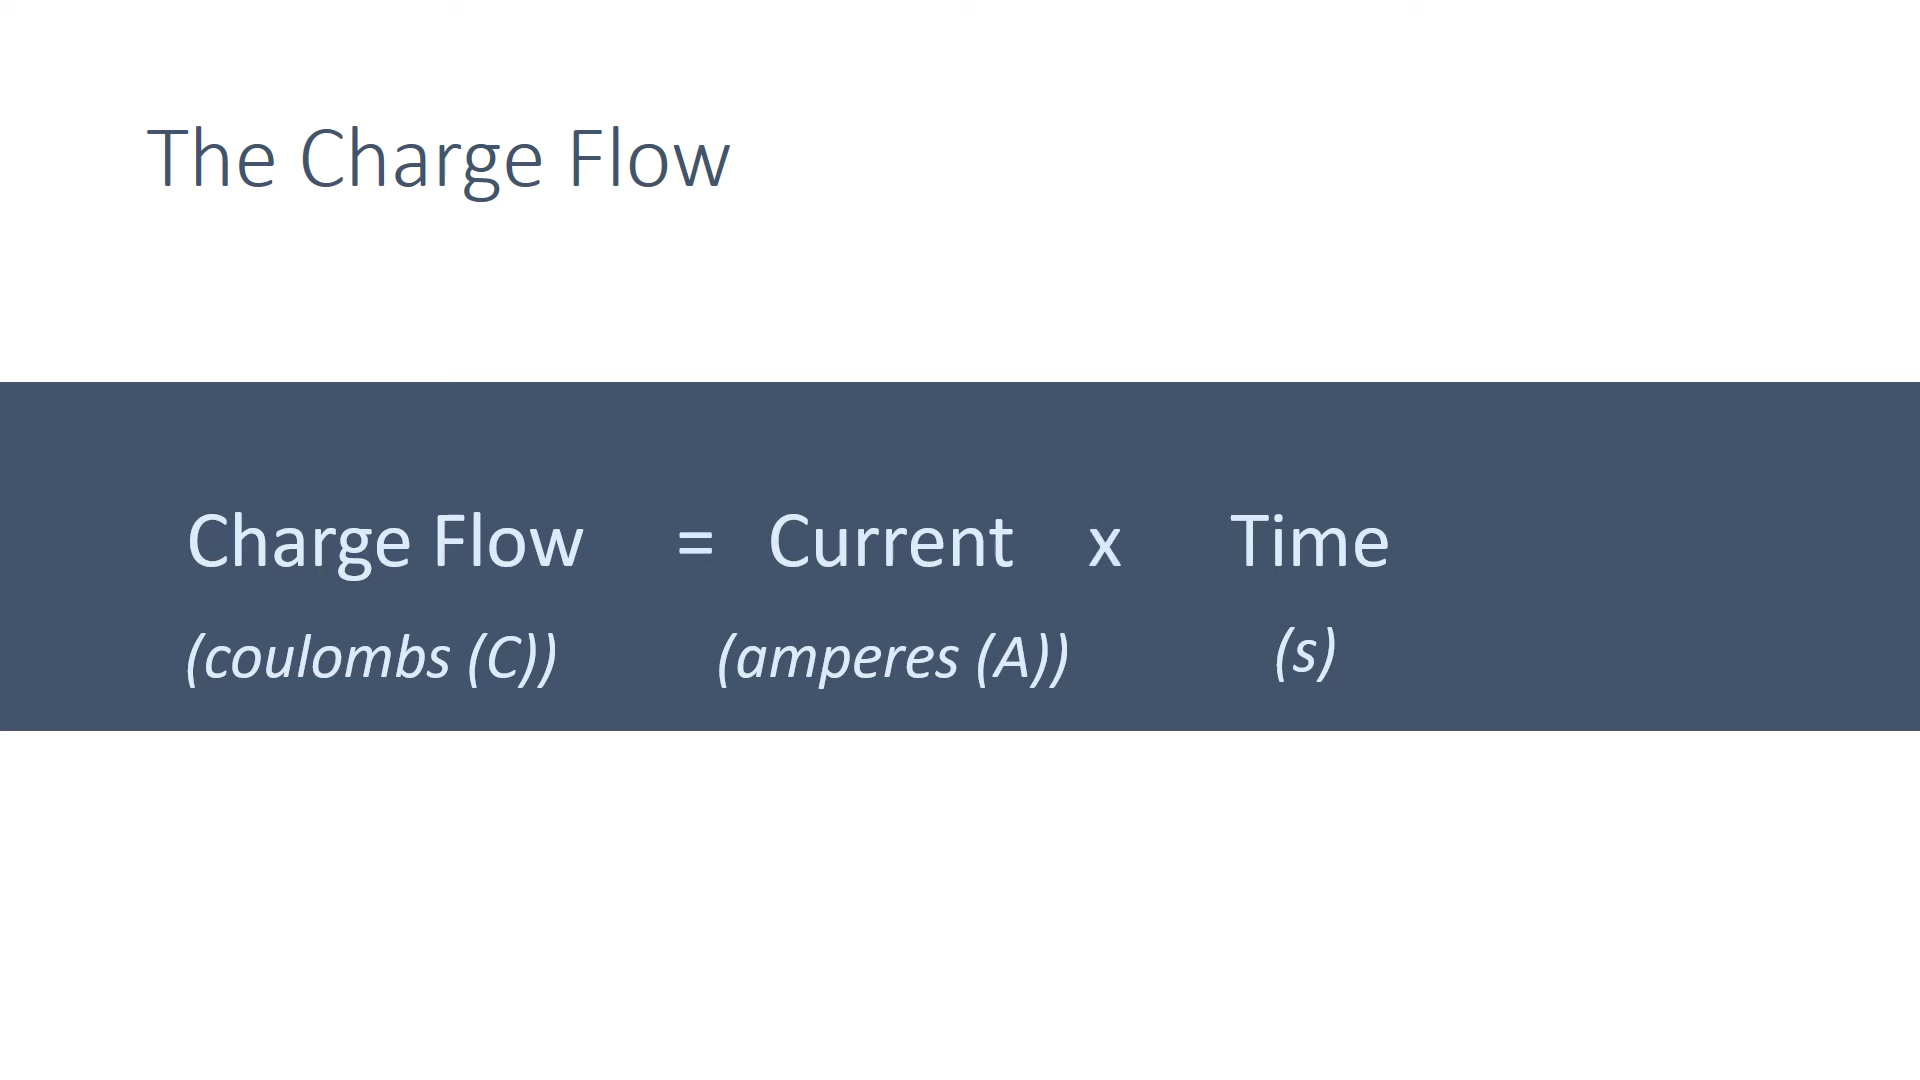 The Charge Flow
Charge Flow = Current x Time
(coulombs (C)) (amperes (A)) (s)